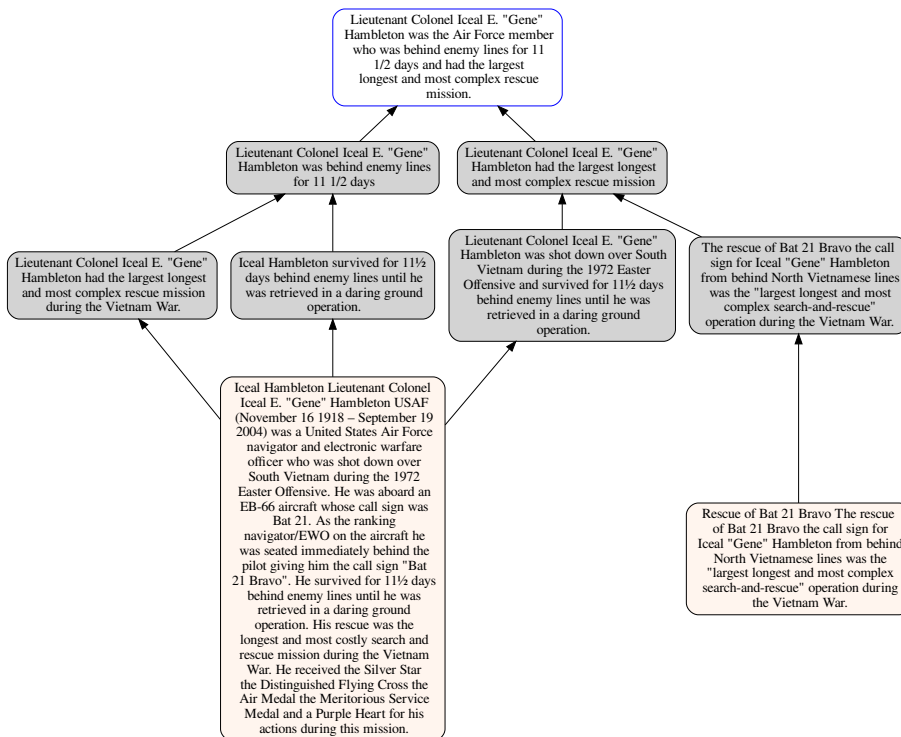 Lieutenant Colonel Iceal E. "Gene"
Hambleton was the Air Force member
who was behind enemy lines for 11
1/2 days and had the largest
longest and most complex rescue
mission.
Lieutenant Colonel Iceal E. "Gene"
Hambleton was behind enemy lines
for 11 1/2 days
Lieutenant Colonel Iceal E. "Gene"
Hambleton had the largest longest
and most complex rescue mission
Lieutenant Colonel Iceal E. "Gene"
Hambleton had the largest longest
and most complex rescue mission
during the Vietnam War.
Iceal Hambleton survived for 11½
days behind enemy lines until he
was retrieved in a daring ground
operation.
Lieutenant Colonel Iceal E. "Gene"
Hambleton was shot down over South
Vietnam during the 1972 Easter
Offensive and survived for 11½ days
behind enemy lines until he was
retrieved in a daring ground
operation.
The rescue of Bat 21 Bravo the call
sign for Iceal "Gene" Hambleton
from behind North Vietnamese lines
was the "largest longest and most
complex search-and-rescue"
operation during the Vietnam War.
Iceal Hambleton Lieutenant Colonel
Iceal E. "Gene" Hambleton USAF
(November 16 1918 – September 19
2004) was a United States Air Force
navigator and electronic warfare
officer who was shot down over
South Vietnam during the 1972
Easter Offensive. He was aboard an
EB-66 aircraft whose call sign was
Bat 21. As the ranking
navigator/EWO on the aircraft he
was seated immediately behind the
pilot giving him the call sign "Bat
21 Bravo". He survived for 11½ days
behind enemy lines until he was
retrieved in a daring ground
operation. His rescue was the
longest and most costly search and
rescue mission during the Vietnam
War. He received the Silver Star
the Distinguished Flying Cross the
Air Medal the Meritorious Service
Medal and a Purple Heart for his
actions during this mission.
Rescue of Bat 21 Bravo The rescue
of Bat 21 Bravo the call sign for
Iceal "Gene" Hambleton from behind
North Vietnamese lines was the
"largest longest and most complex
search-and-rescue" operation during
the Vietnam War.